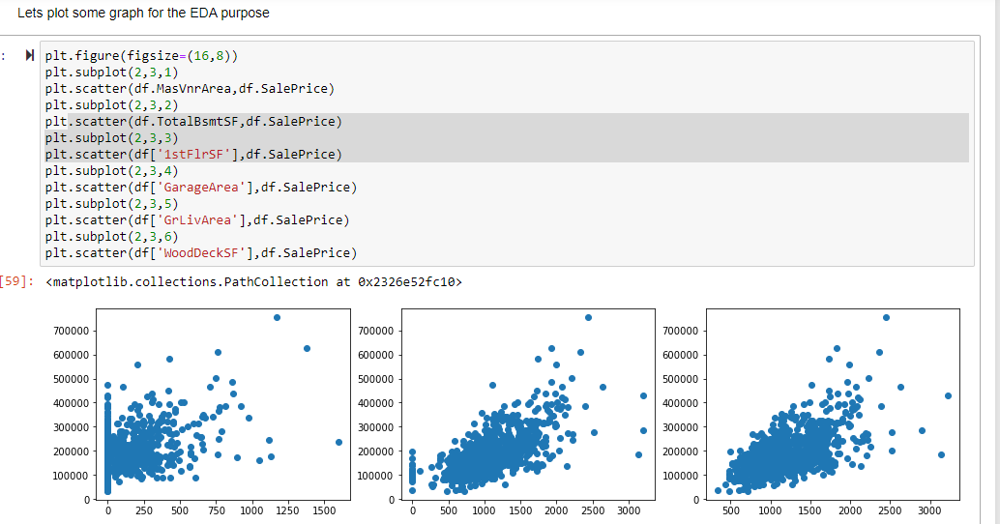 Lets plot some graph for the EDA purpose
:
plt.figure(figsize=(16,8))
plt.subplot(2,3,1)
plt.scatter(df.MasVnrArea,df.SalePrice)
plt.subplot(2,3,2)
plt.scatter(df.TotalBsmtSF,df.SalePrice)
plt.subplot(2,3,3)
plt.scatter(df['1stFlrSF'],df.SalePrice)
plt.subplot(2,3,4)
plt.scatter(df['GarageArea'],df.SalePrice)
plt.subplot(2,3,5)
plt.scatter(df['GrLivArea'],df.SalePrice)
plt.subplot(2,3,6)
plt.scatter(df['WoodDeckSF'],df.SalePrice)
[59]: <matplotlib.collections.PathCollection at 0x2326e52fc10>
700000 700000 700000
600000 600000 600000
500000 500000 500000
400000 400000 400000
300000 300000 300000
200000 200000 200000
100000 100000 100000
0 0 0
0 250 500 750 1000 1250 1500 0 500 1000 1500 2000 2500 3000 500 1000 1500 2000 2500 3000